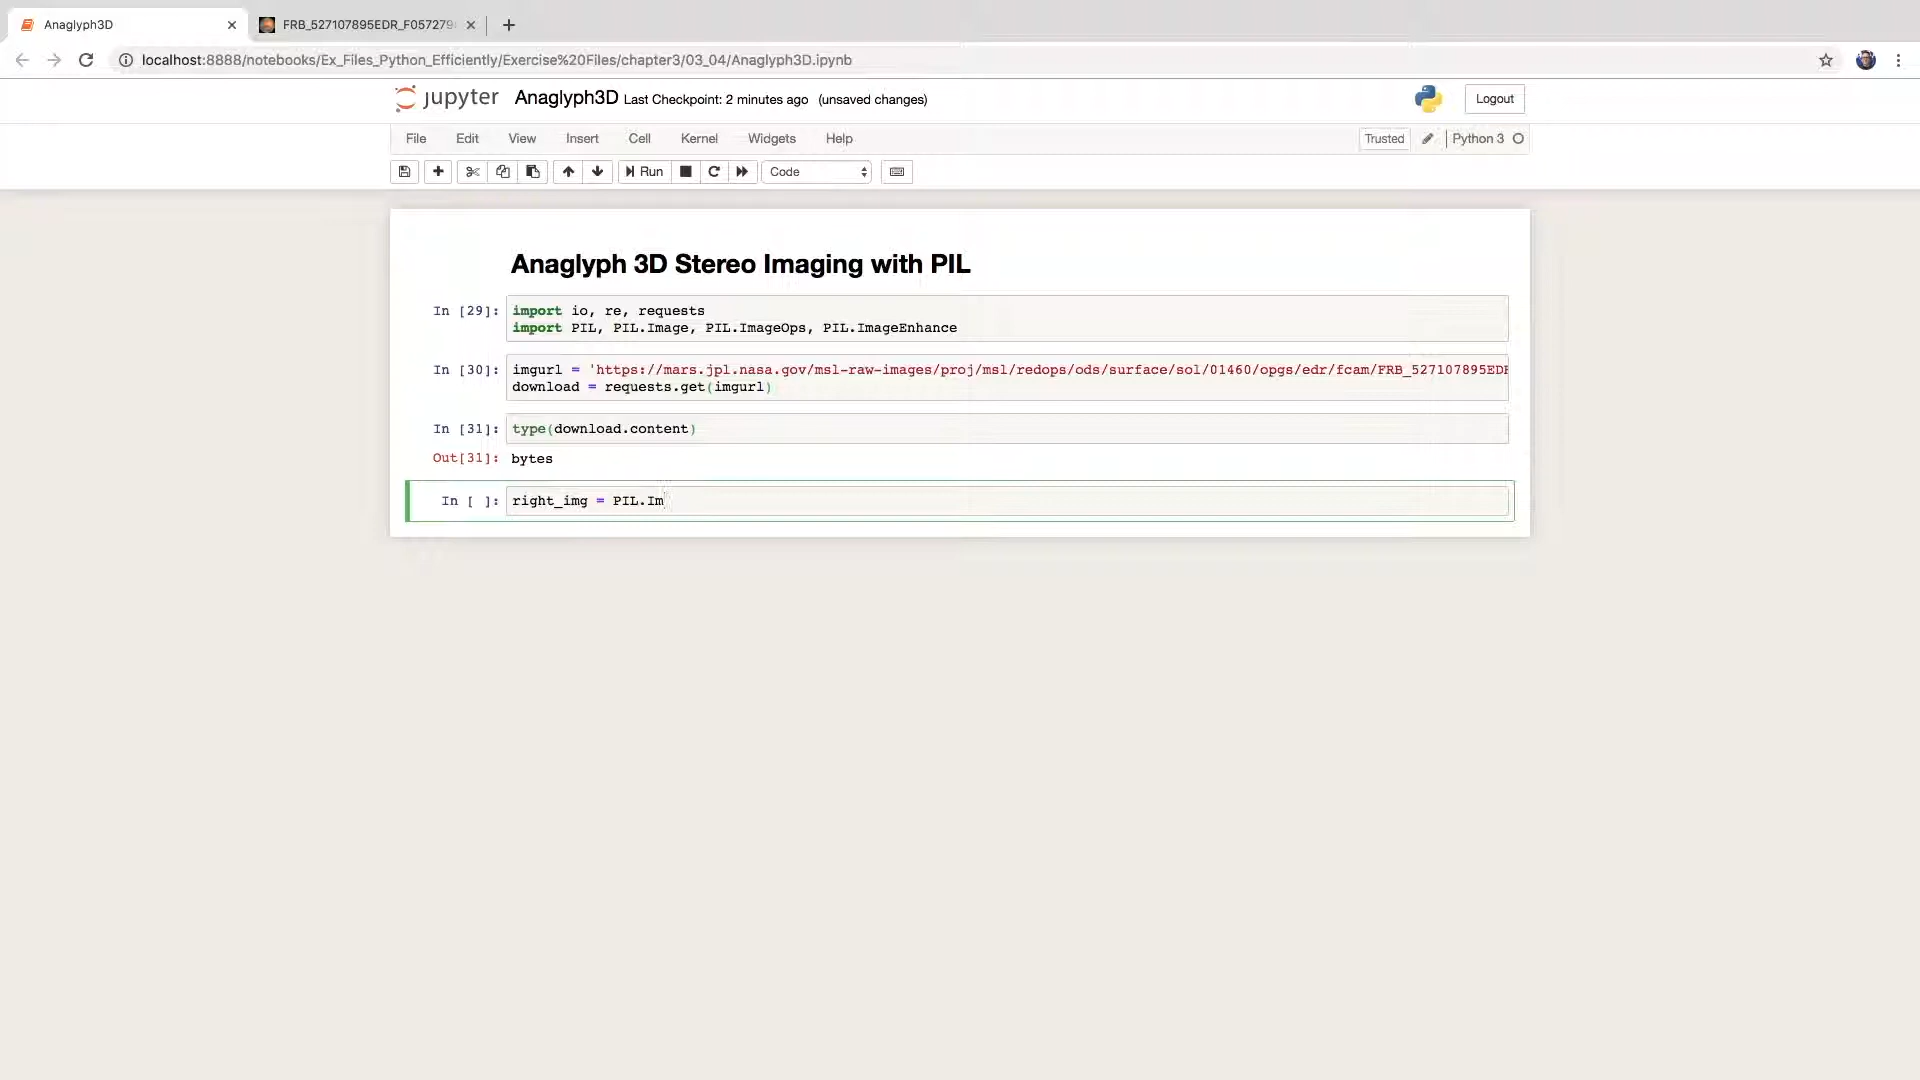 Anaglyph3D
FRB_527107895EDR_F057279
localhost:8888/notebooks/Ex_Files_Python_Efficiently/Exercise%20Files/chapter3/03_04/Anaglyph3D.ipynb
jupyter Anaglyph3D Last Checkpoint: 2 minutes ago (unsaved changes) Logout
File Edit View Insert Cell Kernel Widgets Help Trusted Python 3
Run Code
Anaglyph 3D Stereo Imaging with PIL
In [29]: import io, re, requests
import PIL, PIL.Image, PIL.ImageOps, PIL.ImageEnhance
In [30]: imgurl = 'https://mars.jpl.nasa.gov/msl-raw-images/proj/msl/redops/ods/surface/sol/01460/opgs/edr/fcam/FRB_527107895EDR
download = requests.get(imgurl)
In [31]: type(download.content)
Out[31]: bytes
In [ ]: right_img = PIL.Im